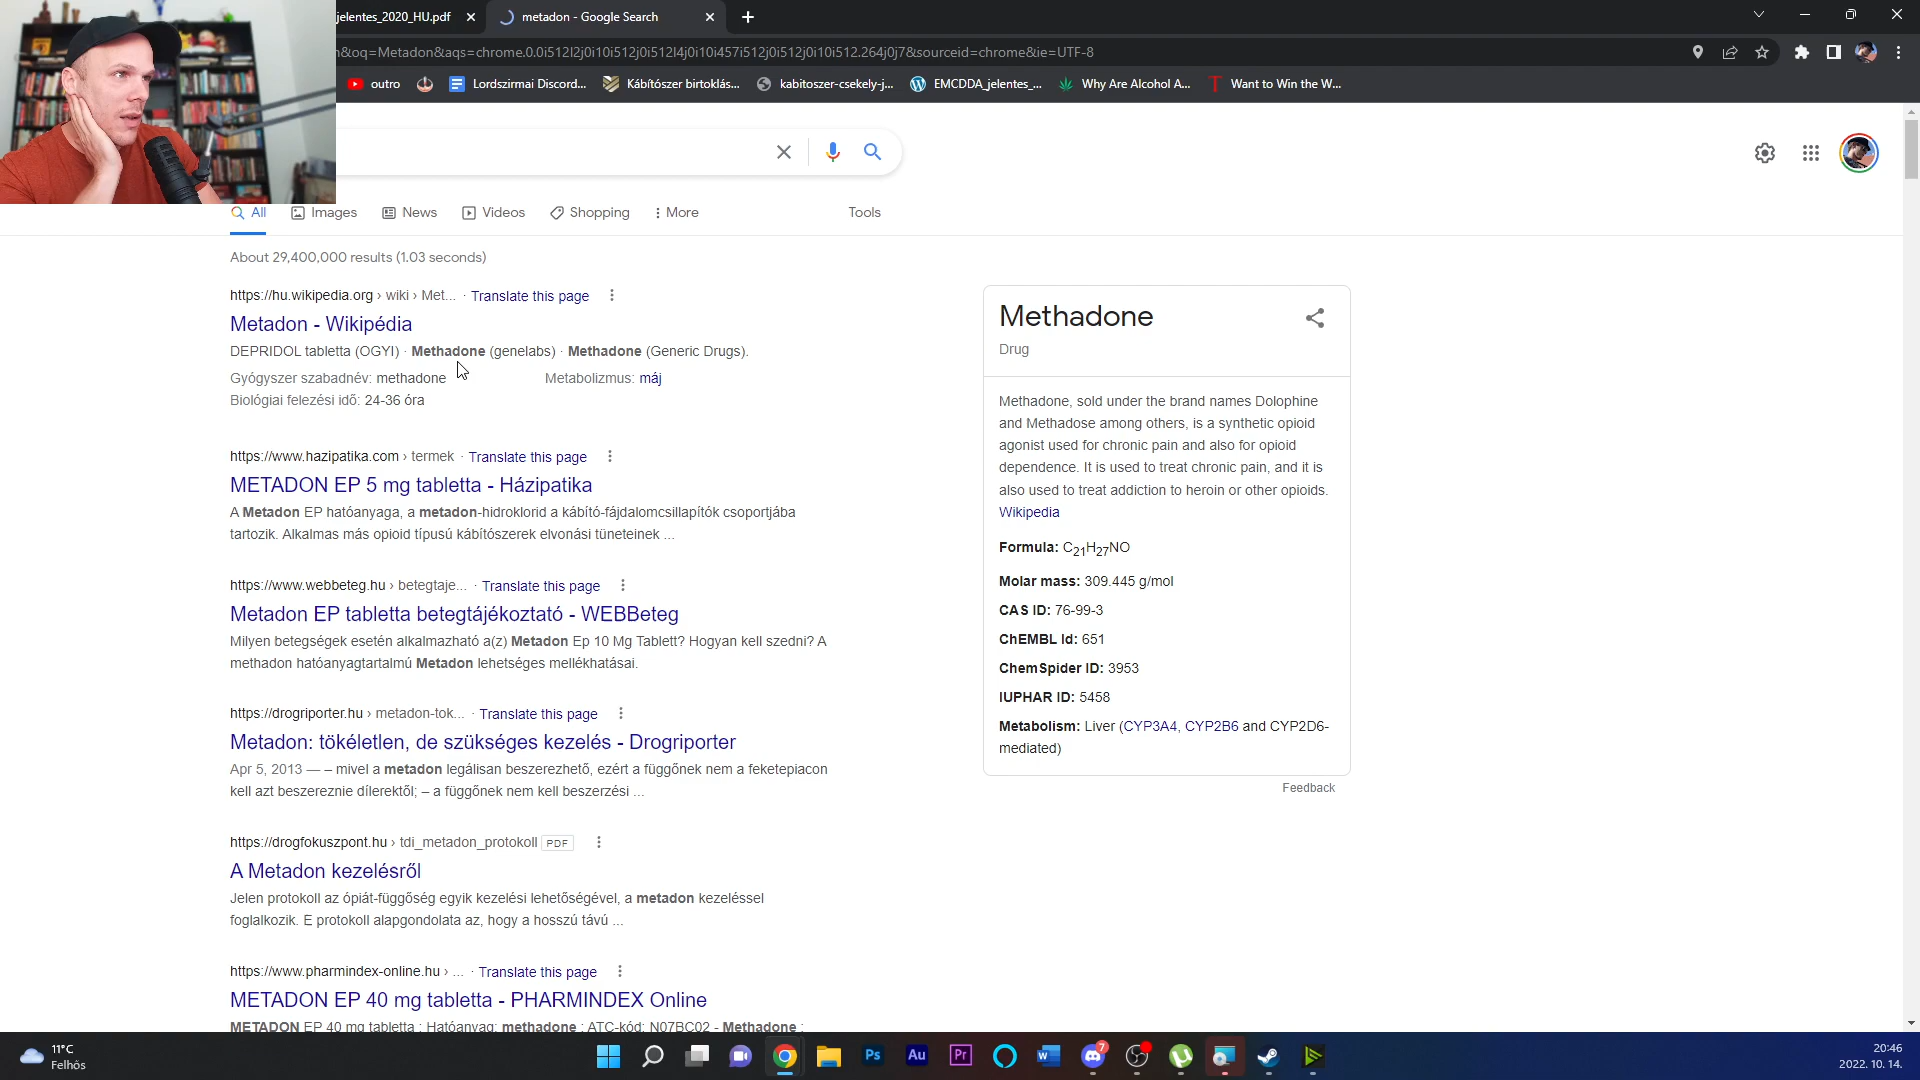 jelentes_2020_HU.pdf
metadon - Google Search
n&oq=Metadon&aqs=chrome.0.0i512l2j0i10i512j0i512l4j0i10i457i512j0i512j0i10i512.264j0j7&sourceid=chrome&ie=UTF-8
outro
Lordszirmai Discord...
Kábítószer birtoklás...
kabitoszer-csekely-j...
EMCDDA_jelentes_...
Why Are Alcohol A...
Want to Win the W...
All
Images
News
Videos
Shopping
More
Tools
About 29,400,000 results (1.03 seconds)
https://hu.wikipedia.org › wiki › Met... · Translate this page
Metadon - Wikipédia
DEPRIDOL tabletta (OGYI) · Methadone (genelabs) · Methadone (Generic Drugs).
Gyógyszer szabadnév: methadone
Metabolizmus: máj
Biológiai felezési idő: 24-36 óra
https://www.hazipatika.com › termek · Translate this page
METADON EP 5 mg tabletta - Házipatika
A Metadon EP hatóanyaga, a metadon-hidroklorid a kábító-fájdalomcsillapítók csoportjába
tartozik. Alkalmas más opioid típusú kábítószerek elvonási tüneteinek ...
https://www.webbeteg.hu › betegtaje... · Translate this page
Metadon EP tabletta betegtájékoztató - WEBBeteg
Milyen betegségek esetén alkalmazható a(z) Metadon Ep 10 Mg Tablett? Hogyan kell szedni? A
methadon hatóanyagtartalmú Metadon lehetséges mellékhatásai.
https://drogriporter.hu › metadon-tok... · Translate this page
Metadon: tökéletlen, de szükséges kezelés - Drogriporter
Apr 5, 2013 — – mivel a metadon legálisan beszerezhető, ezért a függőnek nem a feketepiacon
kell azt beszereznie dílerektől; – a függőnek nem kell beszerzési ...
https://drogfokuszpont.hu › tdi_metadon_protokoll PDF
A Metadon kezelésről
Jelen protokoll az ópiát-függőség egyik kezelési lehetőségével, a metadon kezeléssel
foglalkozik. E protokoll alapgondolata az, hogy a hosszú távú ...
https://www.pharmindex-online.hu › ... · Translate this page
METADON EP 40 mg tabletta - PHARMINDEX Online
METADON EP 40 mg tabletta ; Hatóanyag: methadone ; ATC-kód: N07BC02 - Methadone ;
Methadone
Drug
Methadone, sold under the brand names Dolophine
and Methadose among others, is a synthetic opioid
agonist used for chronic pain and also for opioid
dependence. It is used to treat chronic pain, and it is
also used to treat addiction to heroin or other opioids.
Wikipedia
Formula: C21H27NO
Molar mass: 309.445 g/mol
CAS ID: 76-99-3
ChEMBL Id: 651
ChemSpider ID: 3953
IUPHAR ID: 5458
Metabolism: Liver (CYP3A4, CYP2B6 and CYP2D6-
mediated)
Feedback
11°C
Felhős
Ps
Au
Pr
W
7
20:46
2022. 10. 14.